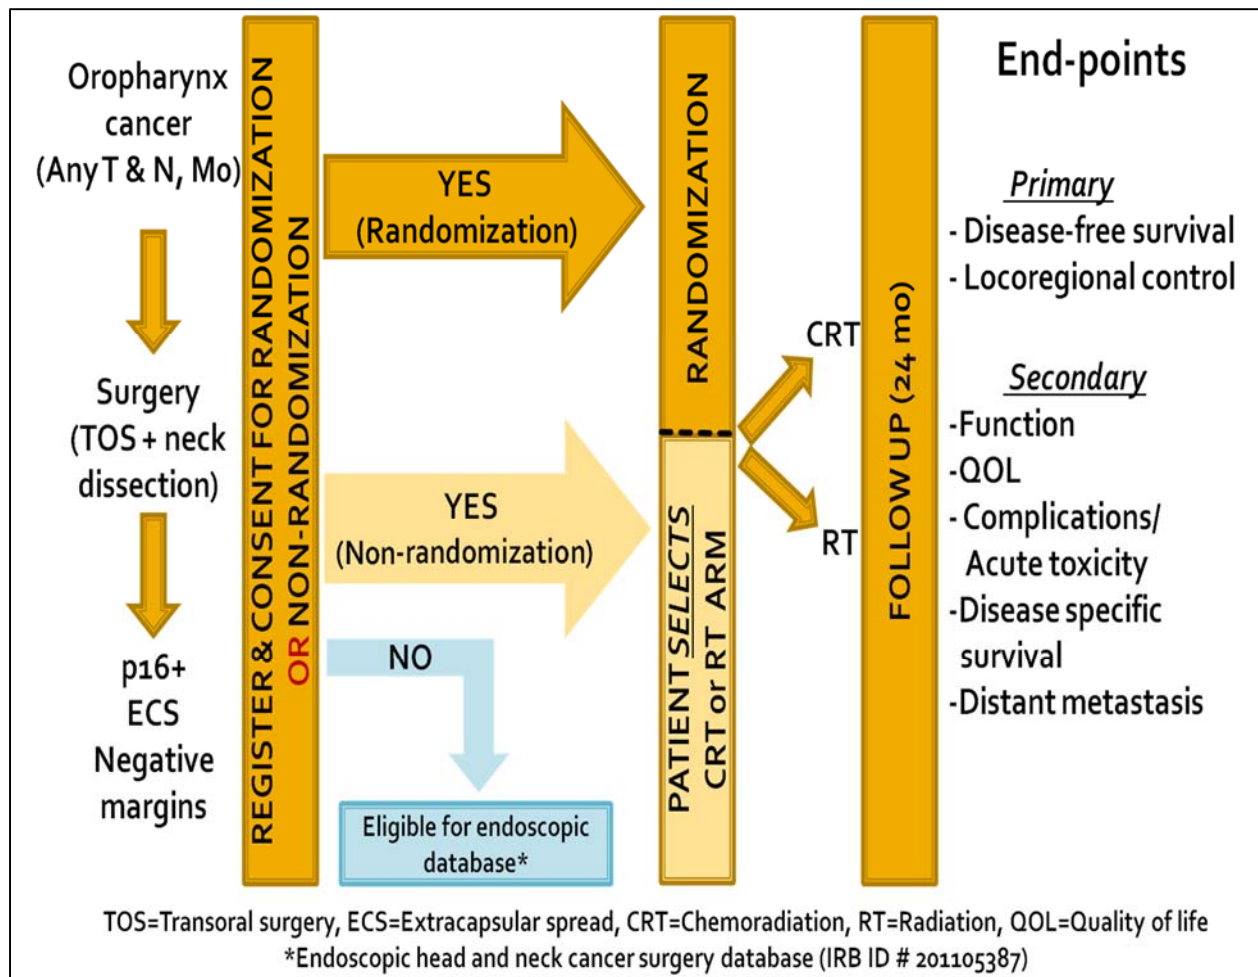 Oropharynx
cancer
(Any T & N, Mo)
Surgery
(TOS + neck
dissection)
p16+
ECS
Negative
margins
REGISTER & CONSENT FOR RANDOMIZATION
OR NON-RANDOMIZATION
YES
(Randomization)
YES
(Non-randomization)
NO
Eligible for endoscopic
database*
RANDOMIZATION
PATIENT SELECTS
CRT or RT ARM
CRT
RT
FOLLOW UP (24 mo)
End-points
Primary
- Disease-free survival
- Locoregional control
Secondary
-Function
-QOL
- Complications/
Acute toxicity
-Disease specific
survival
-Distant metastasis
TOS=Transoral surgery, ECS=Extracapsular spread, CRT=Chemoradiation, RT=Radiation, QOL=Quality of life
*Endoscopic head and neck cancer surgery database (IRB ID # 201105387)